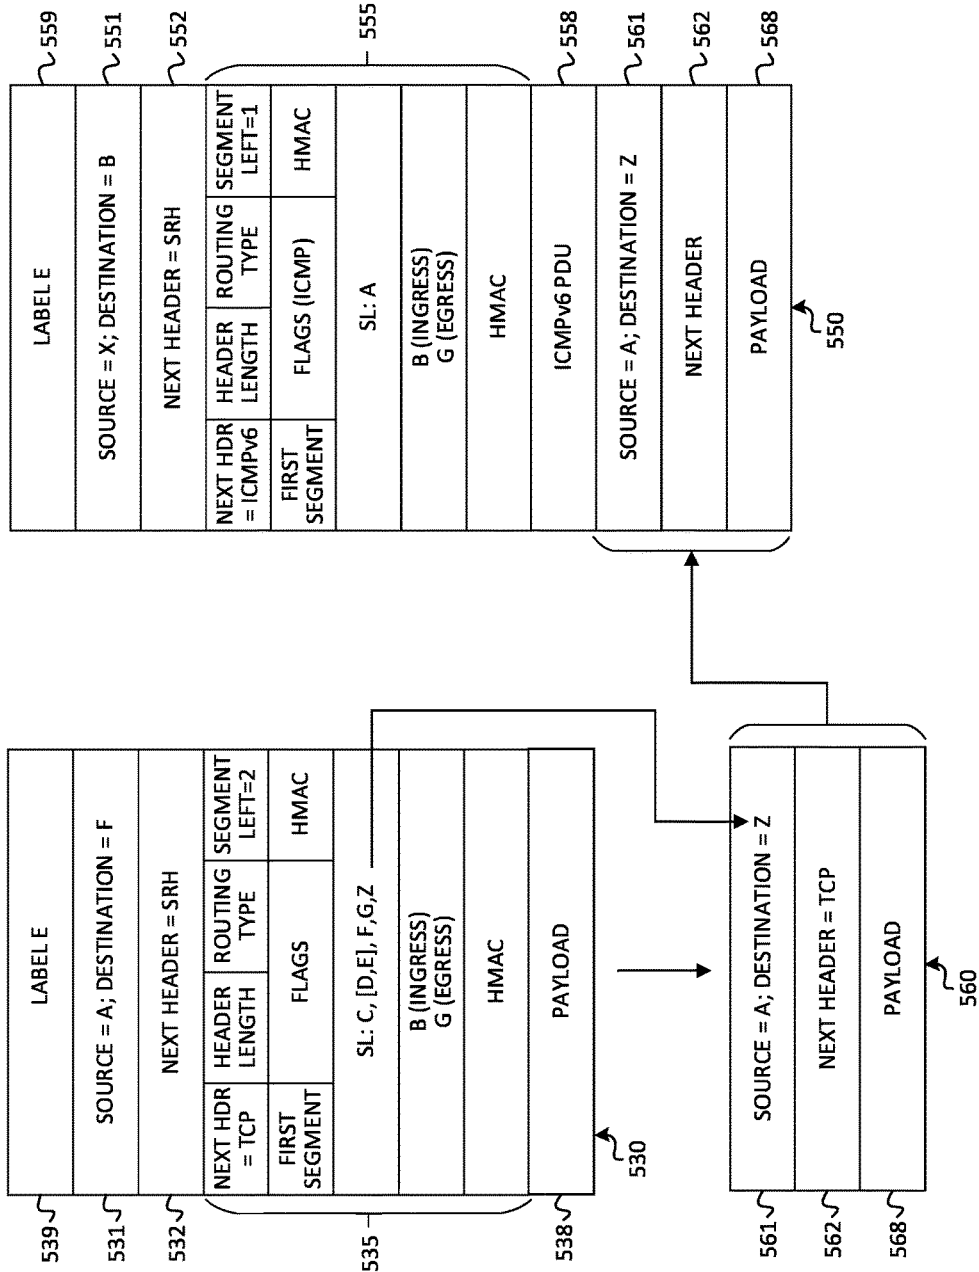 539
LABEL E
531
SOURCE = A; DESTINATION = F
532
NEXT HEADER = SRH
535
NEXT HDR
= TCP
HEADER
LENGTH
ROUTING
TYPE
SEGMENT
LEFT=2
FIRST
SEGMENT
FLAGS
HMAC
SL: C, [D,E], F,G,Z
B (INGRESS)
G (EGRESS)
HMAC
538
PAYLOAD
530
561
SOURCE = A; DESTINATION = Z
562
NEXT HEADER = TCP
568
PAYLOAD
560
LABEL E
559
SOURCE = X; DESTINATION = B
551
NEXT HEADER = SRH
552
NEXT HDR
= ICMPv6
HEADER
LENGTH
ROUTING
TYPE
SEGMENT
LEFT=1
FIRST
SEGMENT
FLAGS (ICMP)
HMAC
SL: A
B (INGRESS)
G (EGRESS)
HMAC
555
ICMPv6 PDU
558
SOURCE = A; DESTINATION = Z
561
NEXT HEADER
562
PAYLOAD
568
550